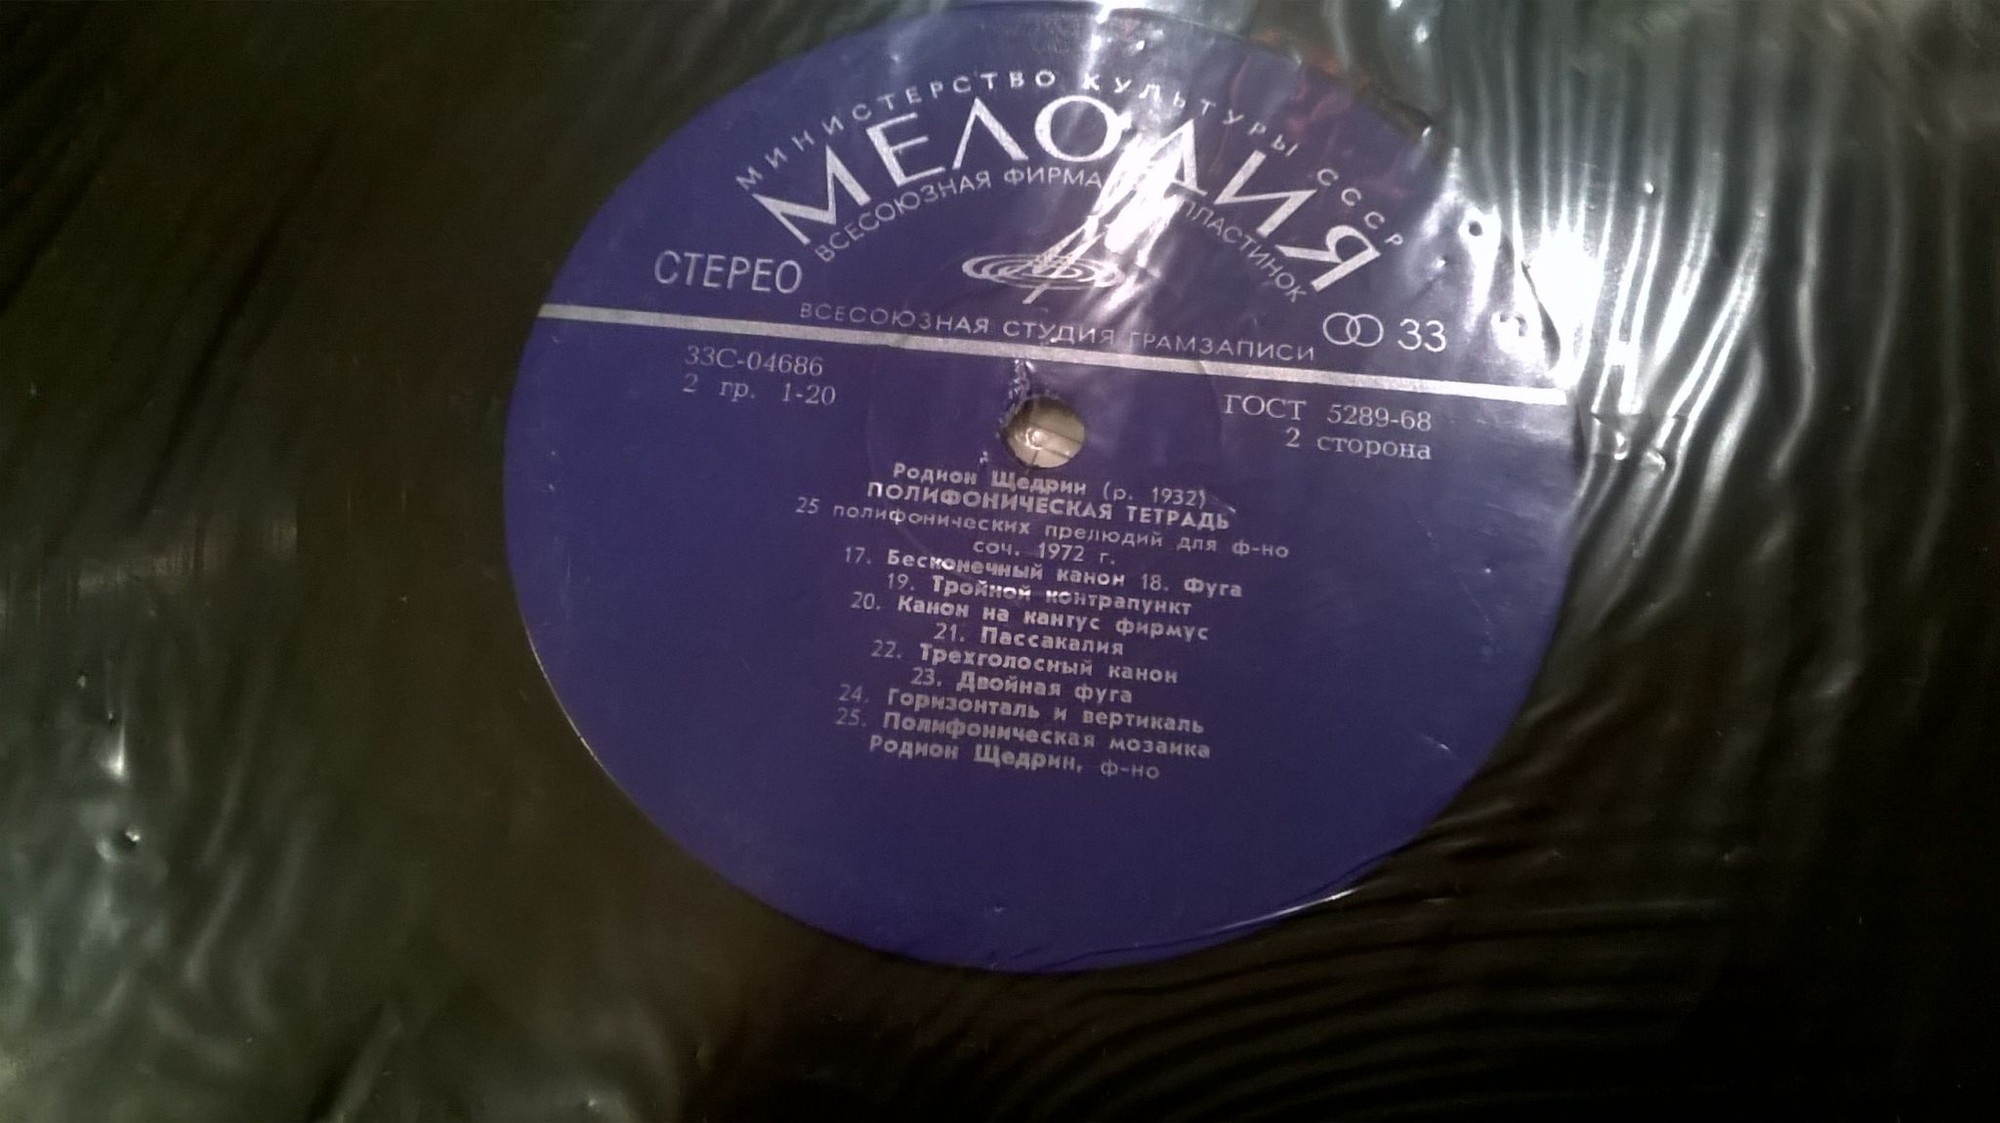 МИНИСТЕРСТВО КУЛЬТУРЫ СССР
МЕЛОДИЯ
ВСЕСОЮЗНАЯ ФИРМА ПЛАСТИНОК
СТЕРЕО
33
ВСЕСОЮЗНАЯ СТУДИЯ ГРАМЗАПИСИ
33С-04686
2 гр. 1-20
ГОСТ 5289-68
2 сторона
Родион Щедрин (р. 1932)
ПОЛИФОНИЧЕСКАЯ ТЕТРАДЬ
25 полифонических прелюдий для ф-но
соч. 1972 г.
17. Бесконечный канон 18. Фуга
19. Тройной контрапункт
20. Канон на кантус фирмус
21. Пассакалия
22. Трехголосный канон
23. Двойная фуга
24. Горизонталь и вертикаль
25. Полифоническая мозаика
Родион Щедрин, ф-но